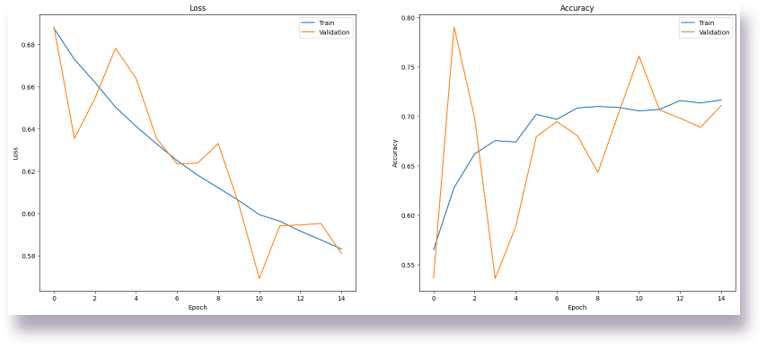 Loss
Train
Validation
0.68
0.66
0.64
0.62
0.60
0.58
Loss
0 2 4 6 8 10 12 14
Epoch
Accuracy
Train
Validation
0.80
0.75
0.70
0.65
0.60
0.55
Accuracy
0 2 4 6 8 10 12 14
Epoch